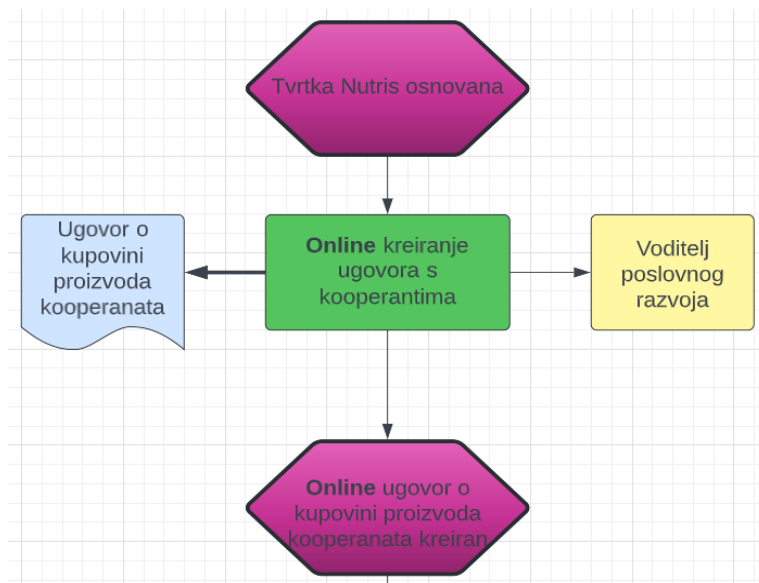 Tvrtka Nutris osnovana
Ugovor o
kupovini
proizvoda
kooperanata
Online kreiranje
ugovora s
kooperantima
Voditelj
poslovnog
razvoja
Online ugovor o
kupovini proizvoda
kooperanata kreiran